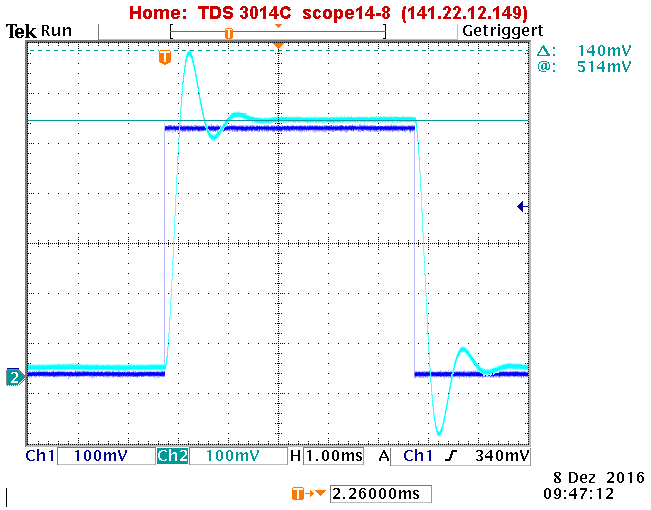 Home: TDS 3014C scope14-8 (141.22.12.149)
Tek Run
T
Getriggert
Δ: 140mV
@: 514mV
T
2
Ch1 100mV Ch2 100mV H 1.00ms A Ch1 340mV
T 2.26000ms
8 Dez 2016
09:47:12